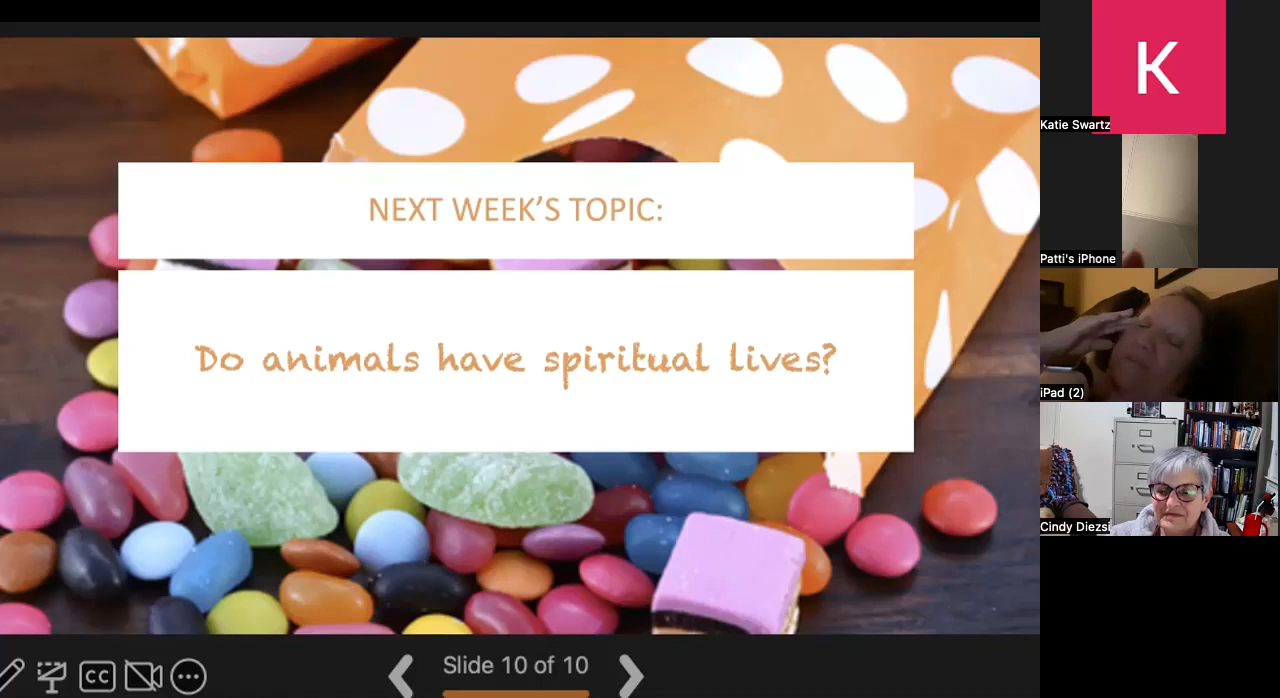 NEXT WEEK’S TOPIC:
Do animals have spiritual lives?
CC
Slide 10 of 10
K
Katie Swartz
Patti's iPhone
iPad (2)
Cindy Diezsi